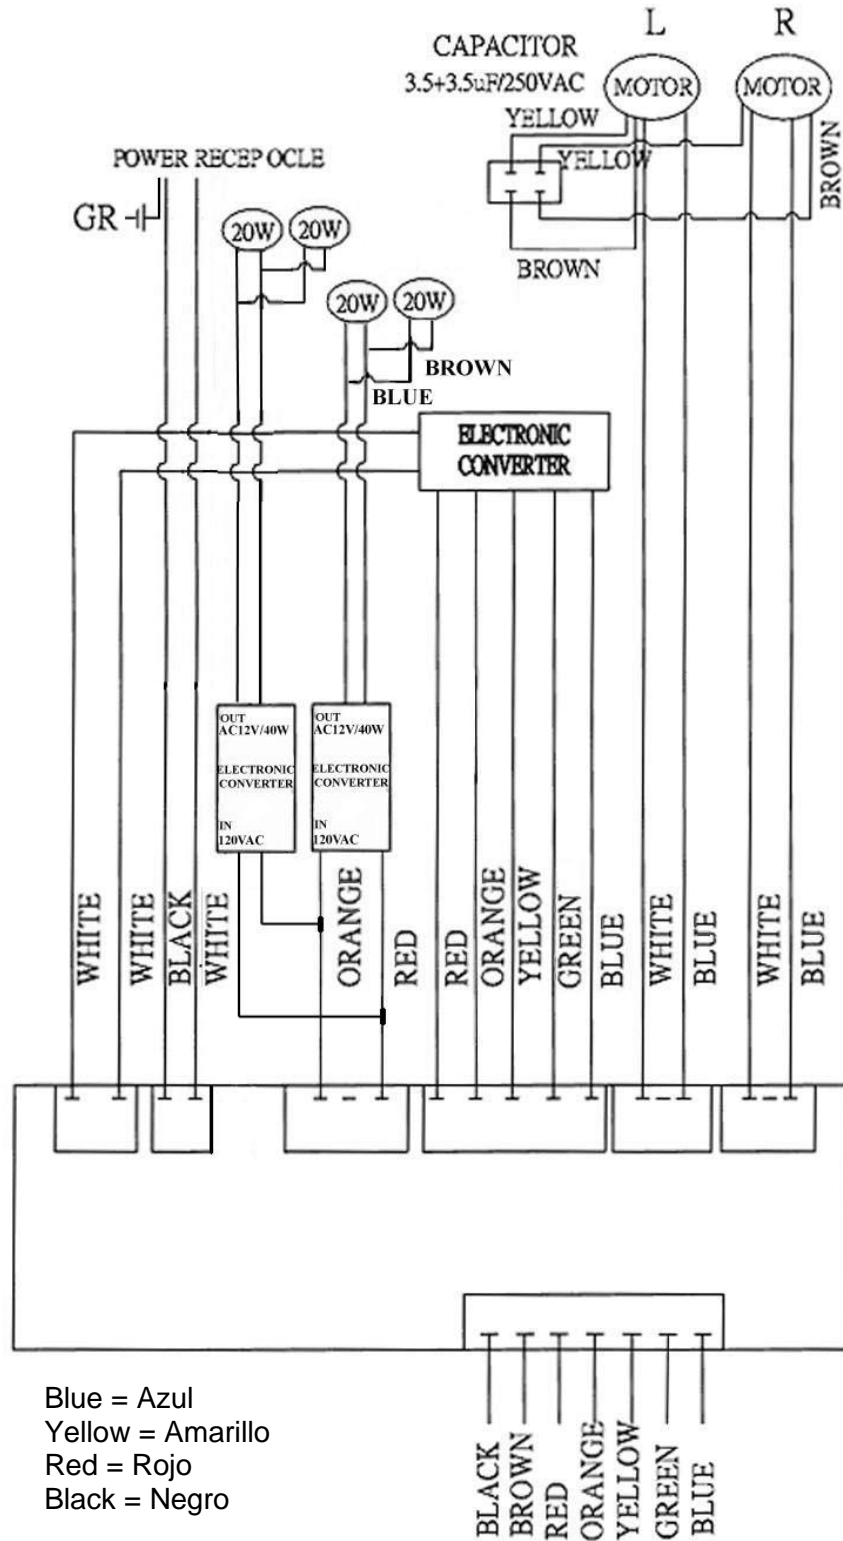 L R
CAPACITOR
3.5+3.5uF/250VAC
MOTOR MOTOR
YELLOW
YELLOW
BROWN
BROWN
POWER RECEP OCLE
GR
20W 20W
20W 20W
BROWN
BLUE
ELECTRONIC
CONVERTER
OUT
AC12V/40W
ELECTRONIC
CONVERTER
IN
120VAC
OUT
AC12V/40W
ELECTRONIC
CONVERTER
IN
120VAC
WHITE
WHITE
BLACK
WHITE
ORANGE
RED
RED
ORANGE
YELLOW
GREEN
BLUE
WHITE
BLUE
WHITE
BLUE
BLACK
BROWN
RED
ORANGE
YELLOW
GREEN
BLUE
Blue = Azul
Yellow = Amarillo
Red = Rojo
Black = Negro